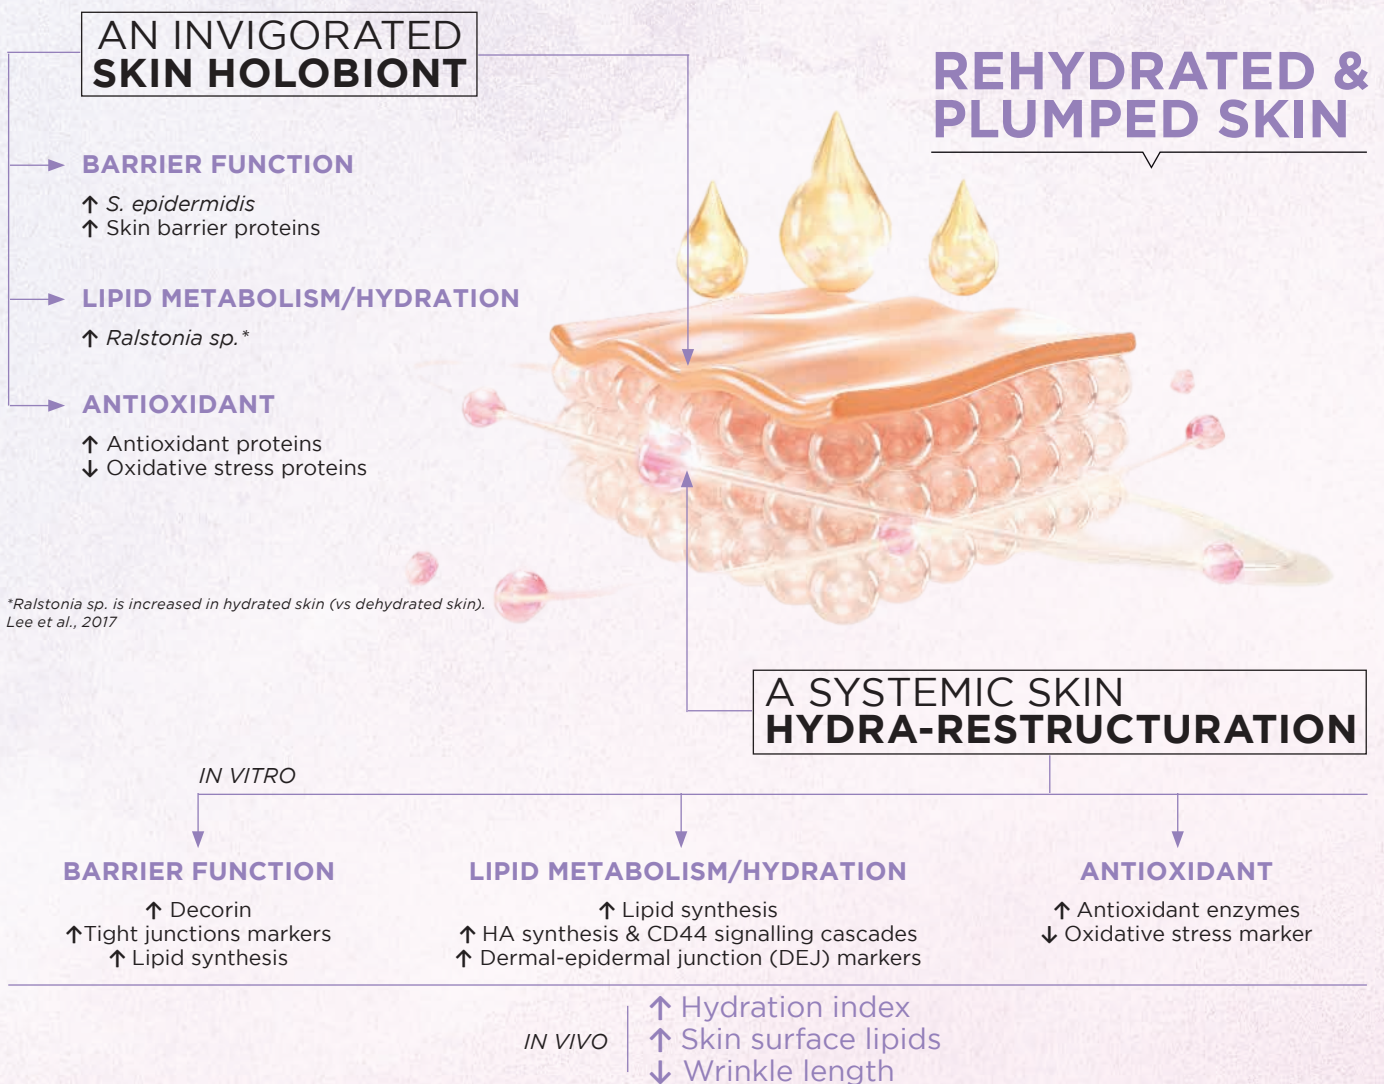 AN INVIGORATED
SKIN HOLOBIONT
REHYDRATED &
PLUMPED SKIN
BARRIER FUNCTION
↑ S. epidermidis
↑ Skin barrier proteins
LIPID METABOLISM/HYDRATION
↑ Ralstonia sp.*
ANTIOXIDANT
↑ Antioxidant proteins
↓ Oxidative stress proteins
*Ralstonia sp. is increased in hydrated skin (vs dehydrated skin).
Lee et al., 2017
A SYSTEMIC SKIN
HYDRA-RESTRUCTURATION
IN VITRO
BARRIER FUNCTION
↑ Decorin
↑Tight junctions markers
↑ Lipid synthesis
LIPID METABOLISM/HYDRATION
↑ Lipid synthesis
↑ HA synthesis & CD44 signalling cascades
↑ Dermal-epidermal junction (DEJ) markers
ANTIOXIDANT
↑ Antioxidant enzymes
↓ Oxidative stress marker
IN VIVO
↑ Hydration index
↑ Skin surface lipids
↓ Wrinkle length